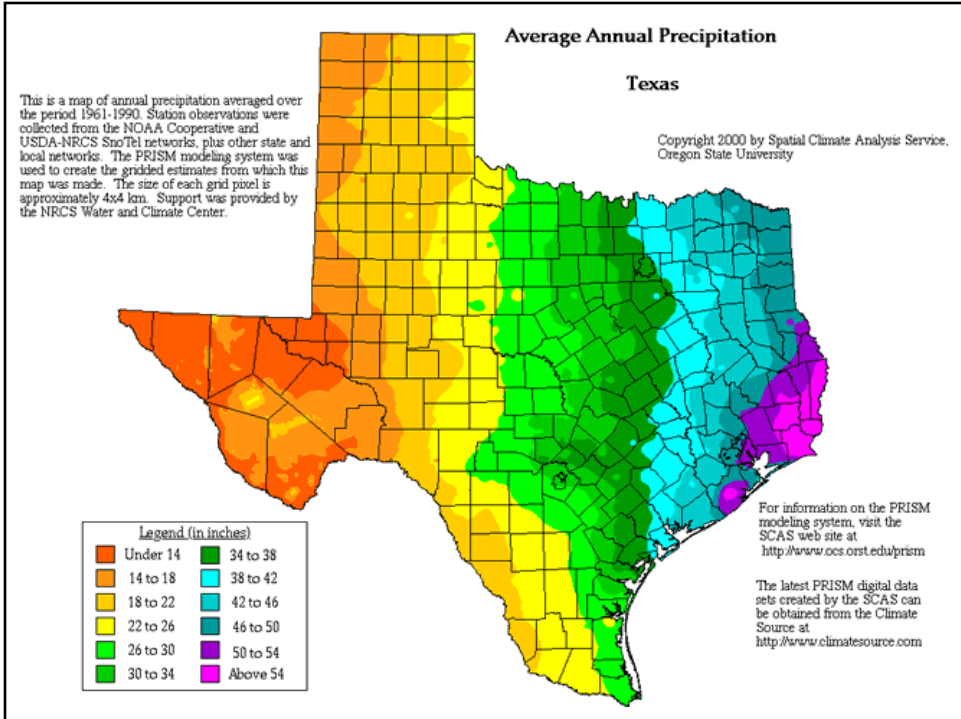 Average Annual Precipitation
Texas
This is a map of annual precipitation averaged over
the period 1961-1990. Station observations were
collected from the NOAA Cooperative and
USDA-NRCS SnoTel networks, plus other state and
local networks. The PRISM modeling system was
used to create the gridded estimates from which this
map was made. The size of each grid pixel is
approximately 4x4 km. Support was provided by
the NRCS Water and Climate Center.
Copyright 2000 by Spatial Climate Analysis Service,
Oregon State University
Legend (in inches)
Under 14
14 to 18
18 to 22
22 to 26
26 to 30
30 to 34
34 to 38
38 to 42
42 to 46
46 to 50
50 to 54
Above 54
For information on the PRISM
modeling system, visit the
SCAS web site at
http://www.ocs.orst.edu/prism
The latest PRISM digital data
sets created by the SCAS can
be obtained from the Climate
Source at
http://www.climatesource.com